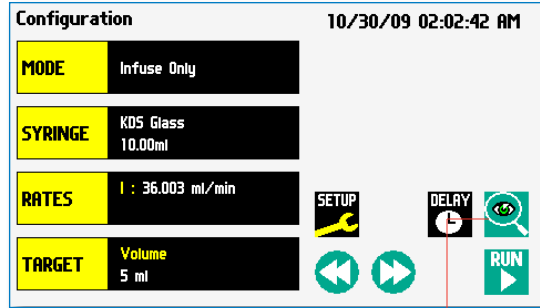 Configuration 10/30/09 02:02:42 AM
MODE Infuse Only
SYRINGE KDS Glass
10.00ml
RATES I : 36.003 ml/min
SETUP DELAY
TARGET Volume
5 ml
RUN